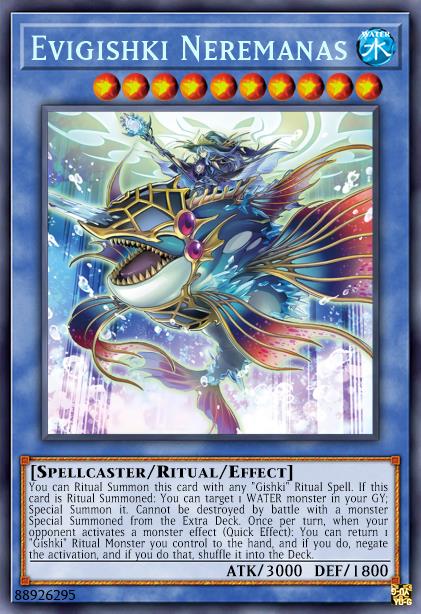 EVIGISHKI NEREMANAS
WATER
水
[SPELLCASTER/RITUAL/EFFECT]
You can Ritual Summon this card with any "Gishki" Ritual Spell. If this
card is Ritual Summoned: You can target 1 WATER monster in your GY;
Special Summon it. Cannot be destroyed by battle with a monster
Special Summoned from the Extra Deck. Once per turn, when your
opponent activates a monster effect (Quick Effect): You can return 1
"Gishki" Ritual Monster you control to the hand, and if you do, negate
the activation, and if you do that, shuffle it into the Deck.
ATK/3000 DEF/1800
88926295